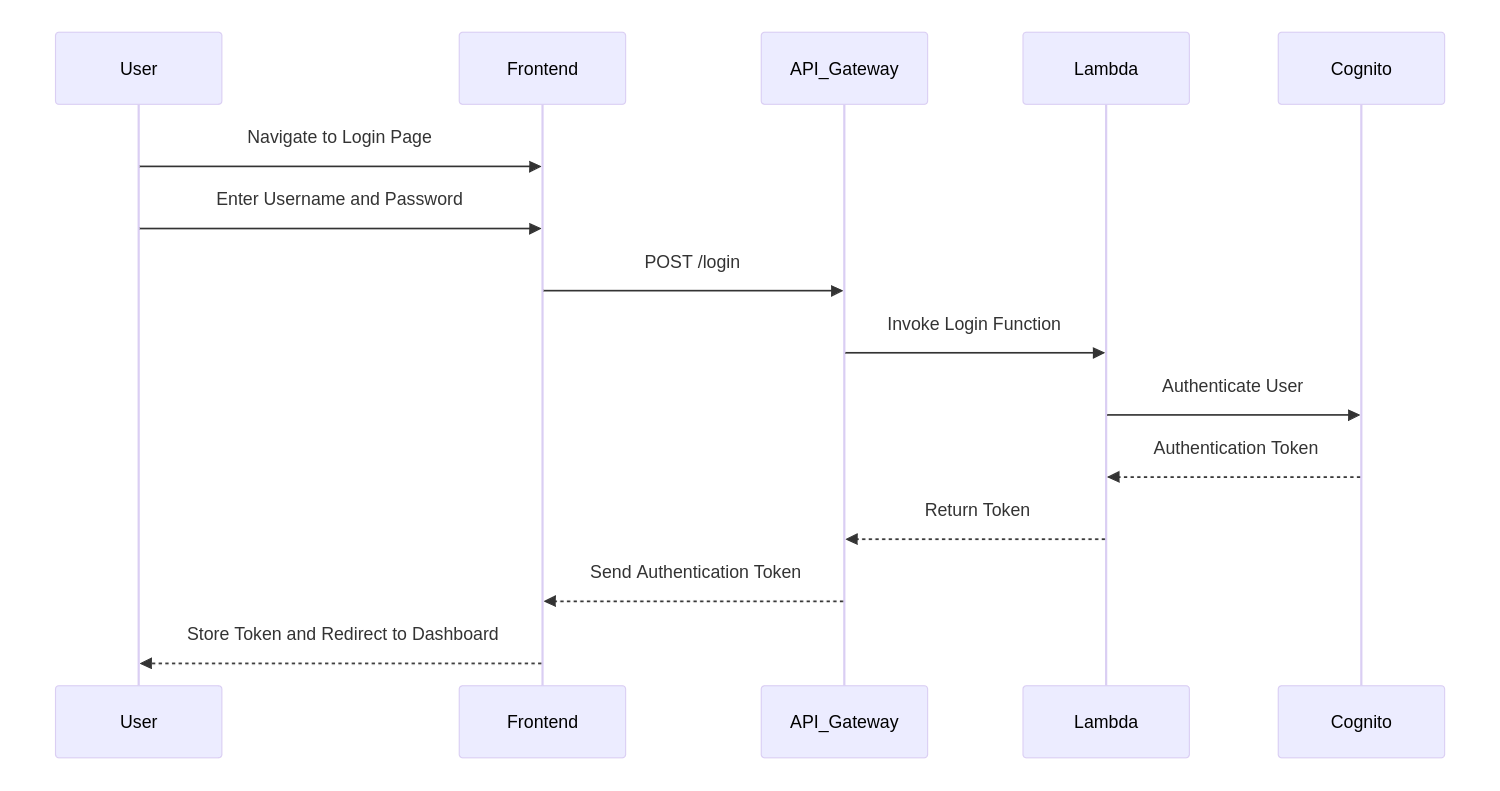 User
Frontend
API_Gateway
Lambda
Cognito
Navigate to Login Page
Enter Username and Password
POST /login
Invoke Login Function
Authenticate User
Authentication Token
Return Token
Send Authentication Token
Store Token and Redirect to Dashboard
User
Frontend
API_Gateway
Lambda
Cognito